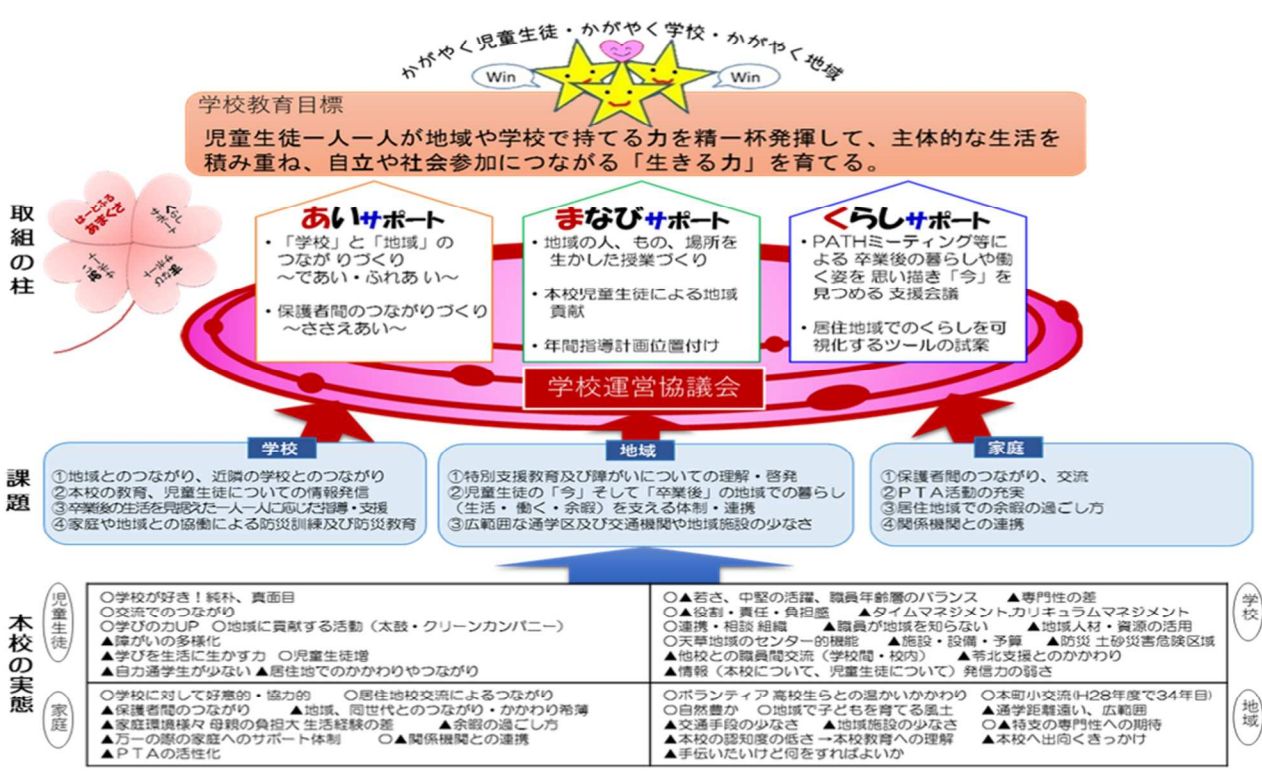 かがやく児童生徒・かがやく学校・かがやく地域
Win
Win
学校教育目標
児童生徒一人一人が地域や学校で持てる力を精一杯発揮して、主体的な生活を
積み重ね、自立や社会参加につながる「生きる力」を育てる。
取組の柱
はーとふる
あまくさ
くらし
サポート
あい
サポート
まなび
サポート
あいサポート
・「学校」と「地域」の
つなが りづくり
～であい・ふれあ い～
・保護者間のつながりづくり
～ささえあい～
まなびサポート
・地域の人、もの、場所を
生かした授業づくり
・本校児童生徒による地域
貢献
・年間指導計画位置付け
くらしサポート
・PATHミーティング等に
よる 卒業後の暮らしや働
く姿を 思い描き「今」を
見つめる 支援会議
・居住地域でのくらしを可
視化するツールの試案
学校運営協議会
課題
学校
①地域とのつながり、近隣の学校とのつながり
②本校の教育、児童生徒についての情報発信
③卒業後の生活を見据えた一人一人に応じた指導・支援
④家庭や地域との協働による防災訓練及び防災教育
地域
①特別支援教育及び障がいについての理解・啓発
②児童生徒の「今」そして「卒業後」の地域での暮らし
（生活・働く・余暇）を支える体制・連携
③広範囲な通学区及び交通機関や地域施設の少なさ
家庭
①保護者間のつながり、交流
②ＰＴＡ活動の充実
③居住地域での余暇の過ごし方
④関係機関との連携
本校の実態
児童生徒
○学校が好き！純朴、真面目
○交流でのつながり
○学びの力UP ○地域に貢献する活動（太鼓・クリーンカンパニー）
▲障がいの多様化
▲学びを生活に生かす力 ○児童生徒増
▲自力通学生が少ない ▲居住地でのかかわりやつながり
学校
○▲若さ、中堅の活躍、職員年齢層のバランス ▲専門性の差
○▲役割・責任・負担感 ▲タイムマネジメントカリキュラムマネジメント
○連携・相談 組織 ▲職員が地域を知らない ▲地域人材・資源の活用
○天草地域のセンター的機能 ▲施設・設備・予算 ▲防災 土砂災害危険区域
▲他校との職員間交流（学校間・校内） ▲苓北支援とのかかわり
▲情報（本校について、児童生徒について）発信力の弱さ
家庭
○学校に対して好意的・協力的 ○居住地校交流によるつながり
▲保護者間のつながり ▲地域、同世代とのつながり・かかわり希薄
▲家庭環境様々 母親の負担大 生活経験の差 ▲余暇の過ごし方
▲万一の際の家庭へのサポート体制 ○▲関係機関との連携
▲ＰＴＡの活性化
地域
○ボランティア 高校生らとの温かいかかわり ○本町小交流(H28年度で34年目)
○自然豊か ○地域で子どもを育てる風土 ▲通学距離遠い、広範囲
▲交通手段の少なさ ▲地域施設の少なさ ○▲特支の専門性への期待
▲本校の認知度の低さ→本校教育への理解 ▲本校へ出向くきっかけ
▲手伝いたいけど何をすればよいか